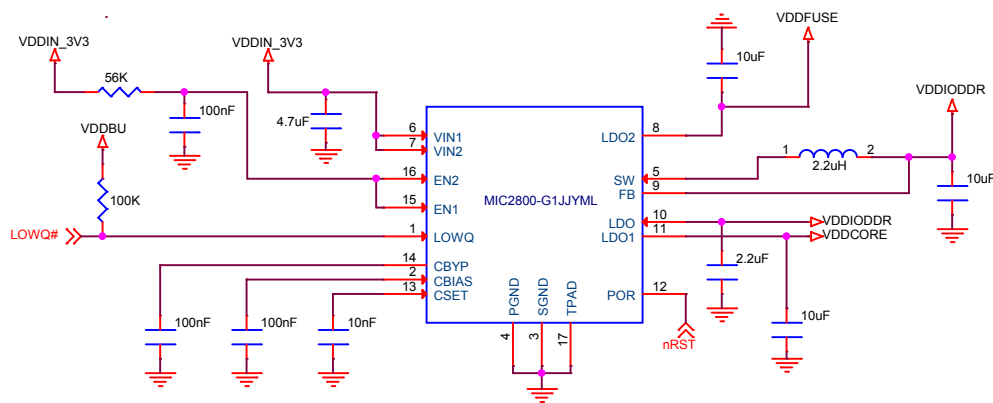 VDDFUSE
VDDIN_3V3
VDDIN_3V3
10uF
56K
100nF
4.7uF
VDDIODDR
VDDBU
6
VIN1
7
VIN2
LDO2
8
1
2
2.2uH
16
EN2
SW
5
FB
9
10uF
100K
15
EN1
MIC2800-G1JJYML
LDO
10
VDDIODDR
LOWQ#
1
LOWQ
LDO1
11
VDDCORE
14
CBYP
2
CBIAS
13
CSET
2.2uF
POR
12
100nF
100nF
10nF
PGND
SGND
TPAD
10uF
4
3
17
nRST